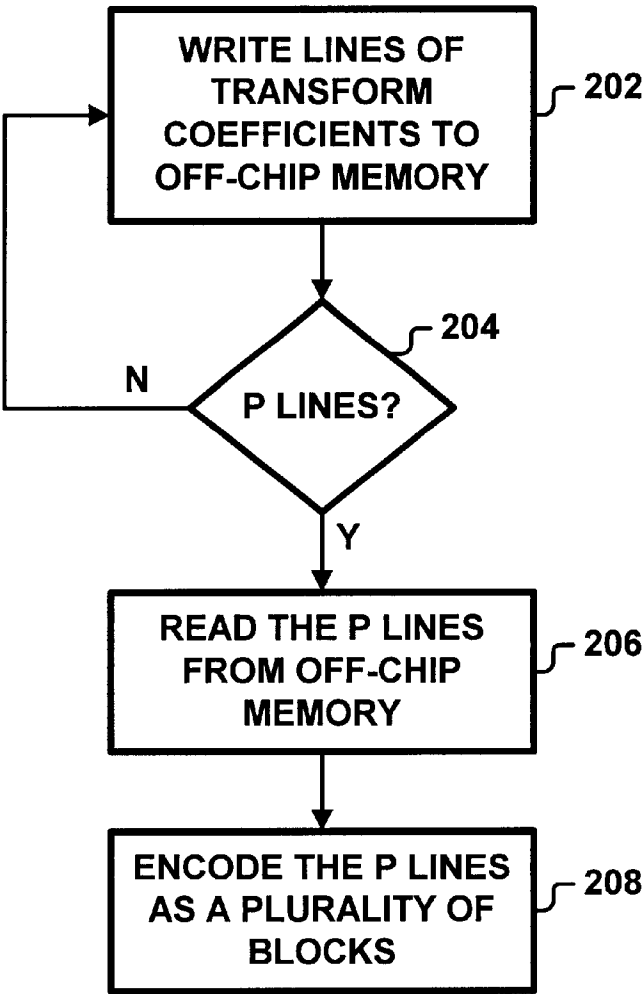 WRITE LINES OF
TRANSFORM
COEFFICIENTS TO
OFF-CHIP MEMORY
202
204
P LINES?
N
Y
READ THE P LINES
FROM OFF-CHIP
MEMORY
206
ENCODE THE P LINES
AS A PLURALITY OF
BLOCKS
208